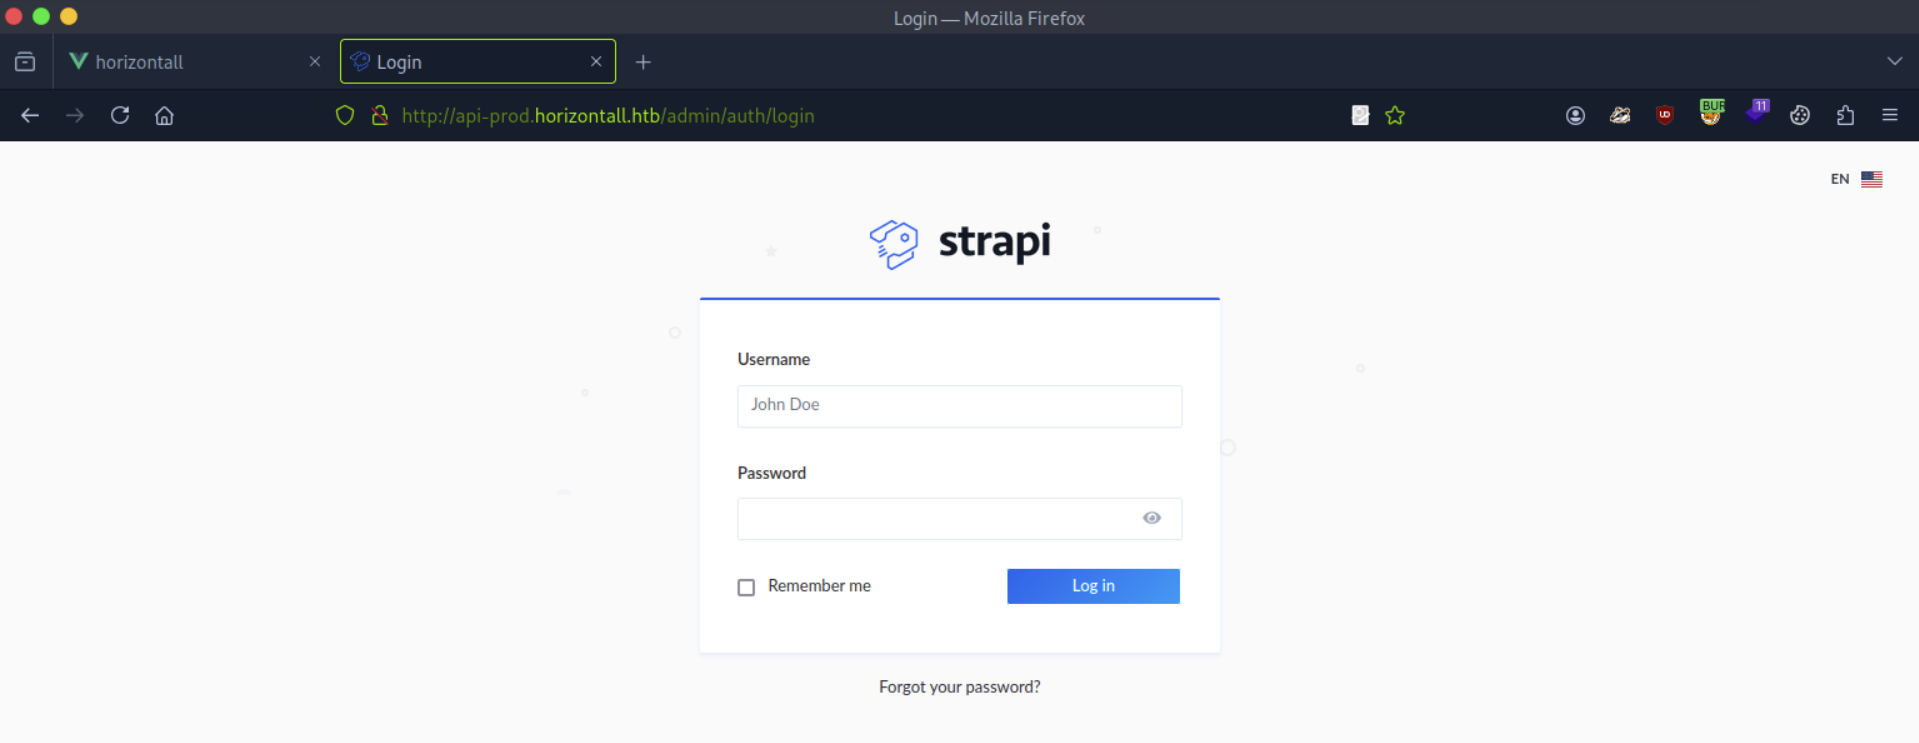 Login — Mozilla Firefox
horizontall
Login
http://api-prod.horizontall.htb/admin/auth/login
UD
BUR
11
EN
strapi
Username
John Doe
Password
Remember me
Log in
Forgot your password?